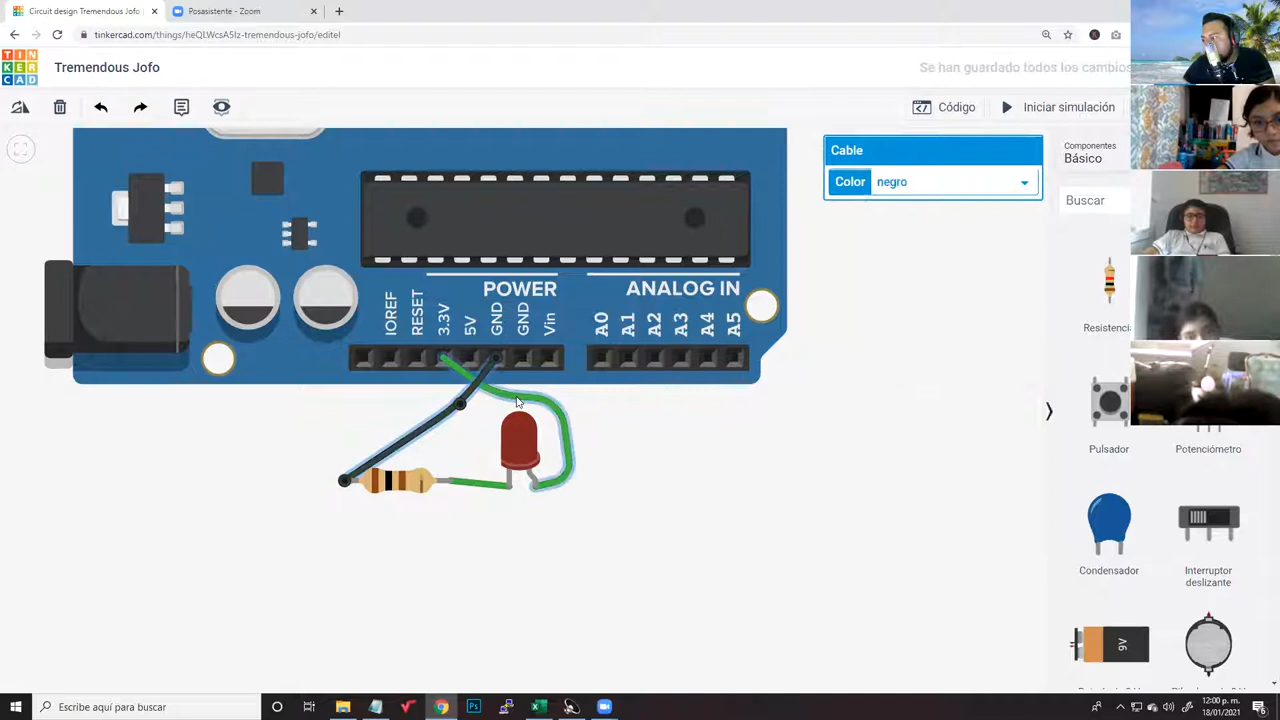 Circuit design Tremendous Jofo
Posasistente - Zoom
tinkercad.com/things/heQLWcsA5Iz-tremendous-jofo/editel
TIN
KER
CAD
Tremendous Jofo
Se han guardado todos los cambios
Código
Iniciar simulación
Cable
Color
negro
Componentes
Básico
Buscar
POWER
ANALOG IN
IOREF
RESET
3.3V
5V
GND
GND
Vin
A0
A1
A2
A3
A4
A5
Resistencia
Pulsador
Potenciómetro
Condensador
Interruptor
deslizante
9V
Escribe aquí para buscar
Ps
12:00 p. m.
18/01/2021
6